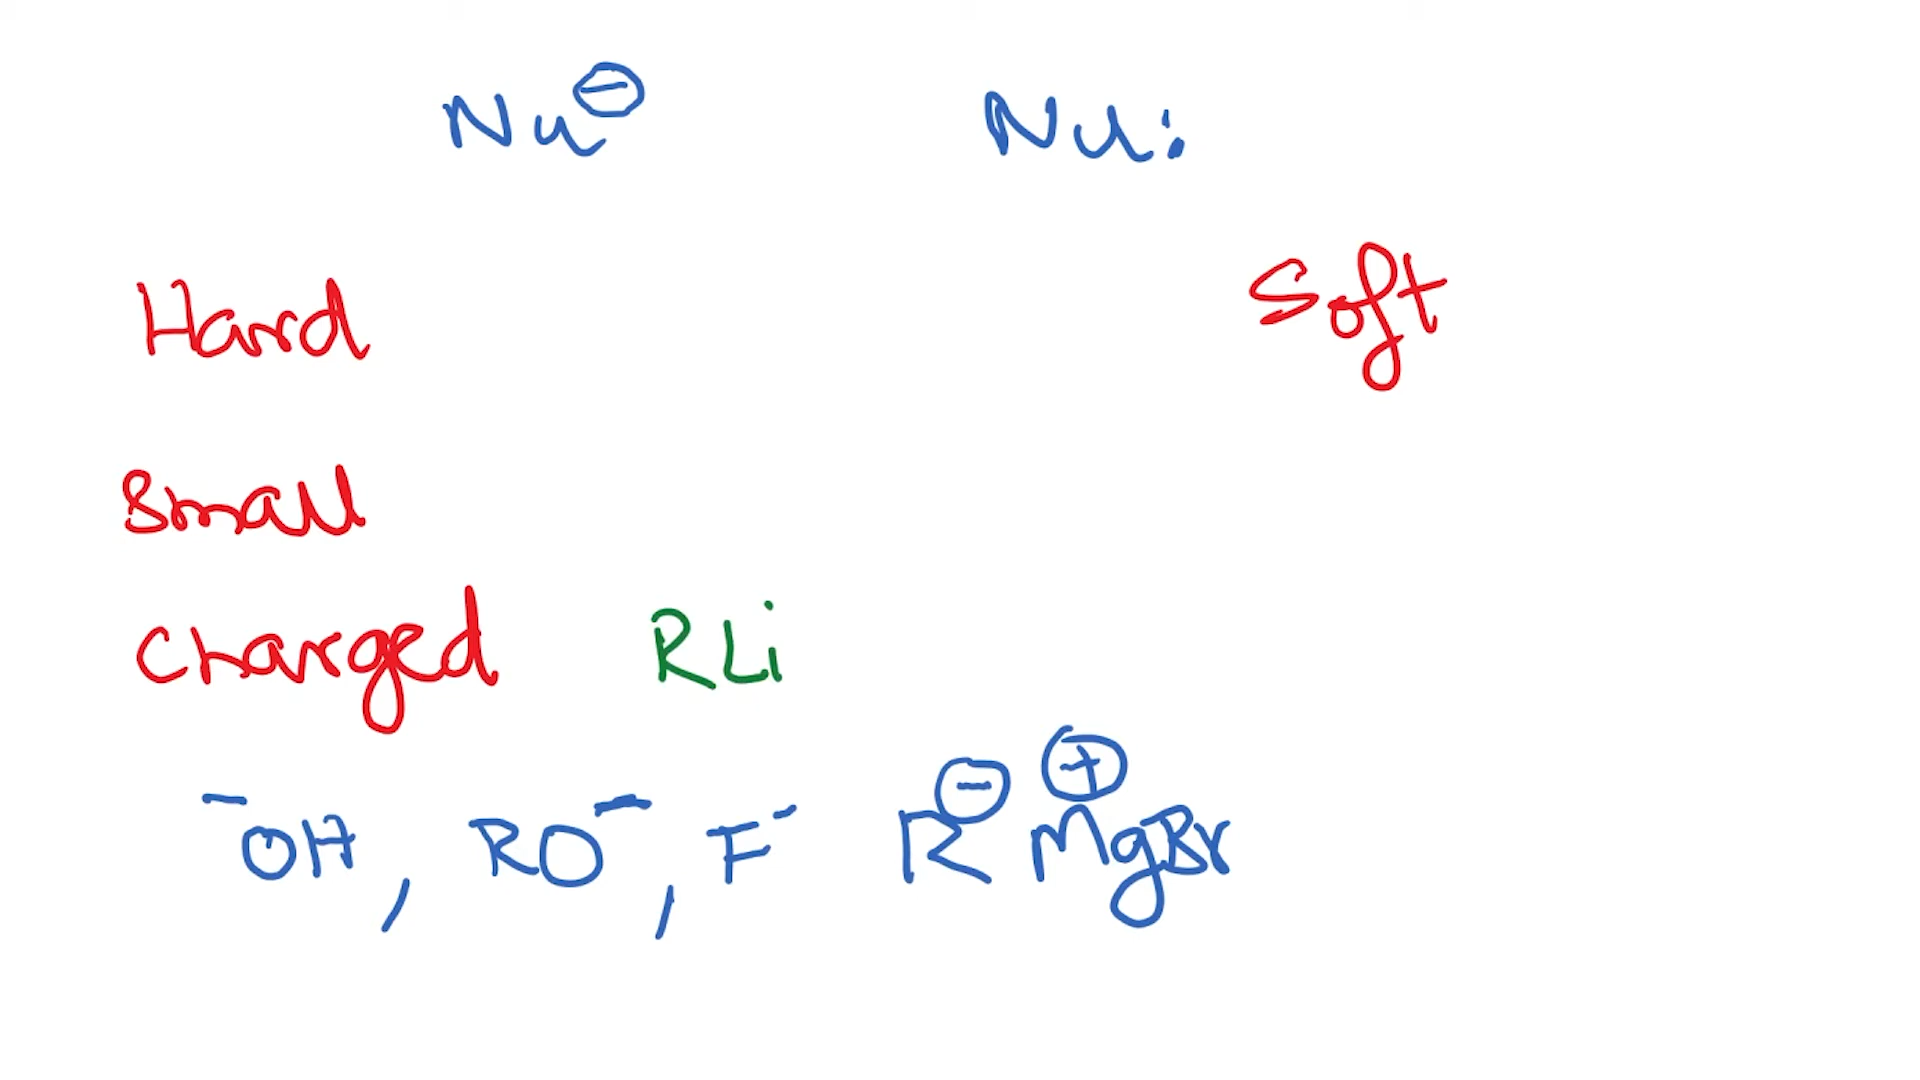 Nu⊖ Nu:
Hard Soft
Small
Charged RLi
⁻OH, RO⁻, F⁻ R⊖ ⊕MgBr